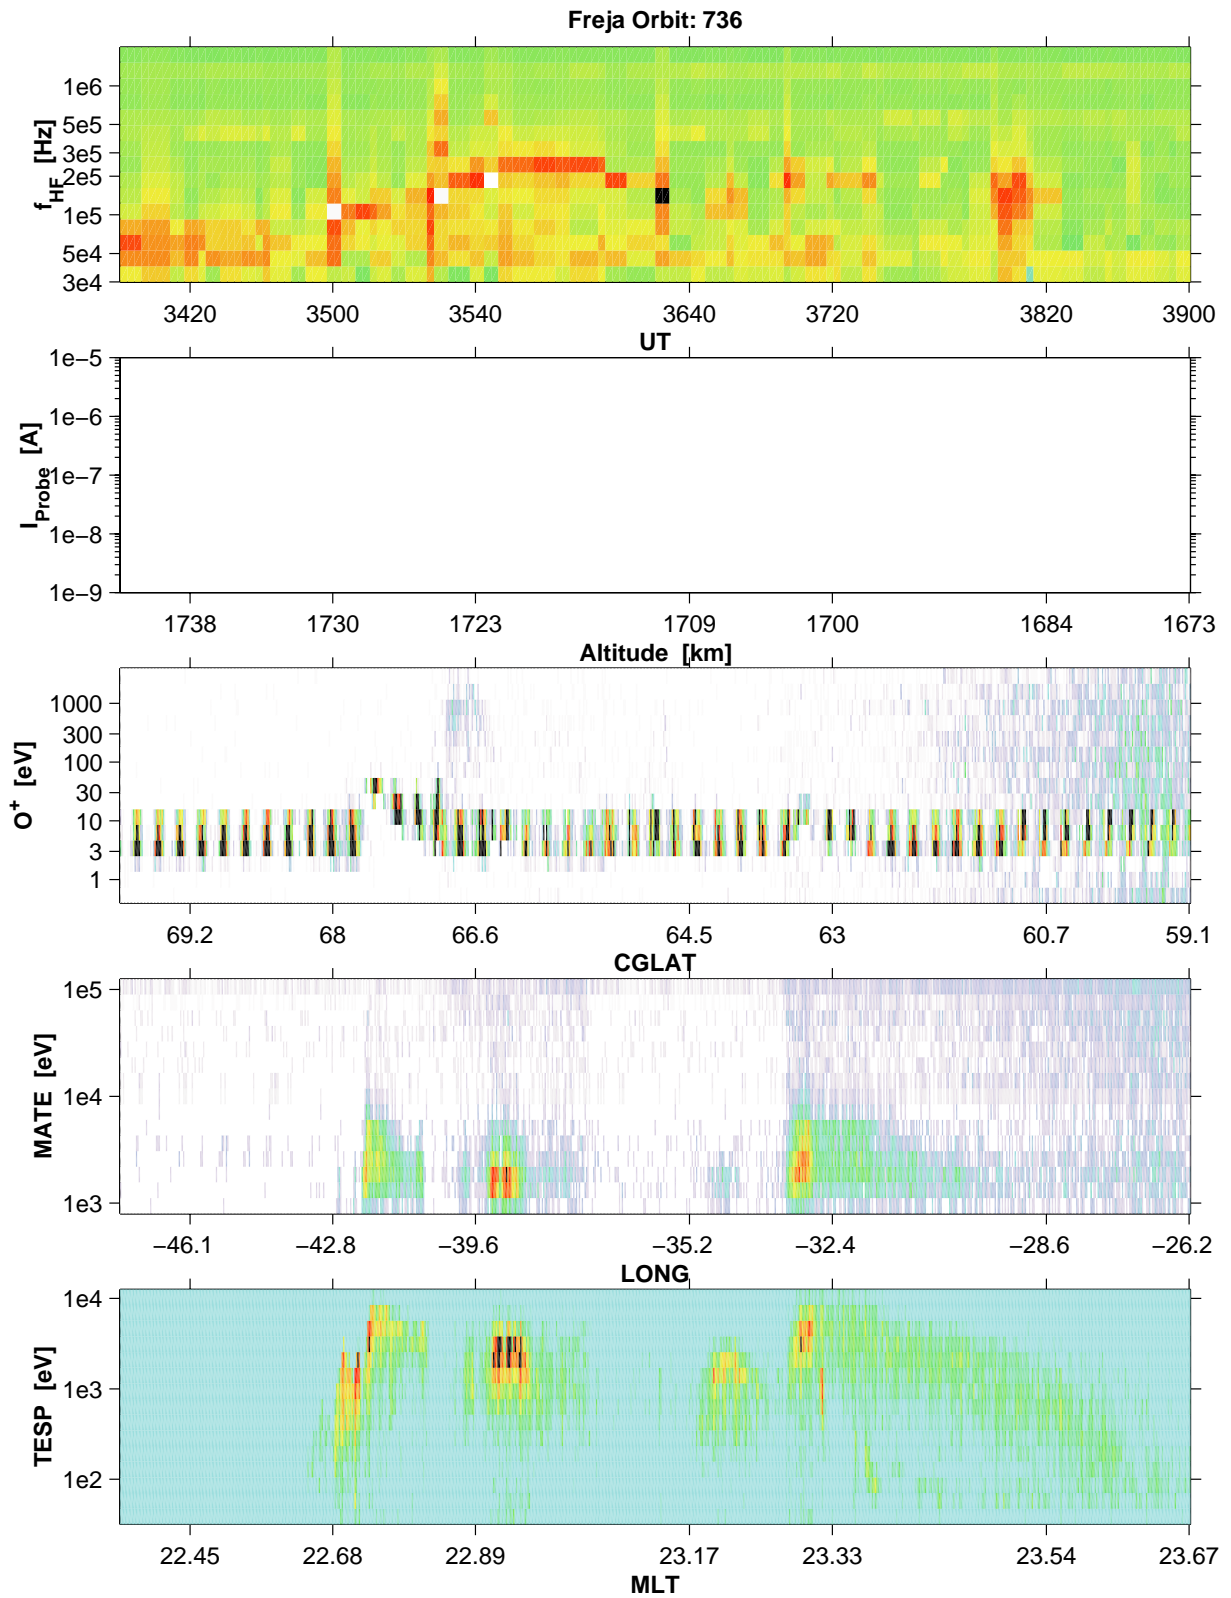 Freja Orbit: 736
1e6
5e5
3e5
2e5
1e5
5e4
3e4
f_HF [Hz]
3420 3500 3540 3640 3720 3820 3900
UT
1e−5
1e−6
1e−7
1e−8
1e−9
I_Probe [A]
1738 1730 1723 1709 1700 1684 1673
Altitude [km]
1000
300
100
30
10
3
1
O+ [eV]
69.2 68 66.6 64.5 63 60.7 59.1
CGLAT
1e5
1e4
1e3
MATE [eV]
−46.1 −42.8 −39.6 −35.2 −32.4 −28.6 −26.2
LONG
1e4
1e3
1e2
TESP [eV]
22.45 22.68 22.89 23.17 23.33 23.54 23.67
MLT